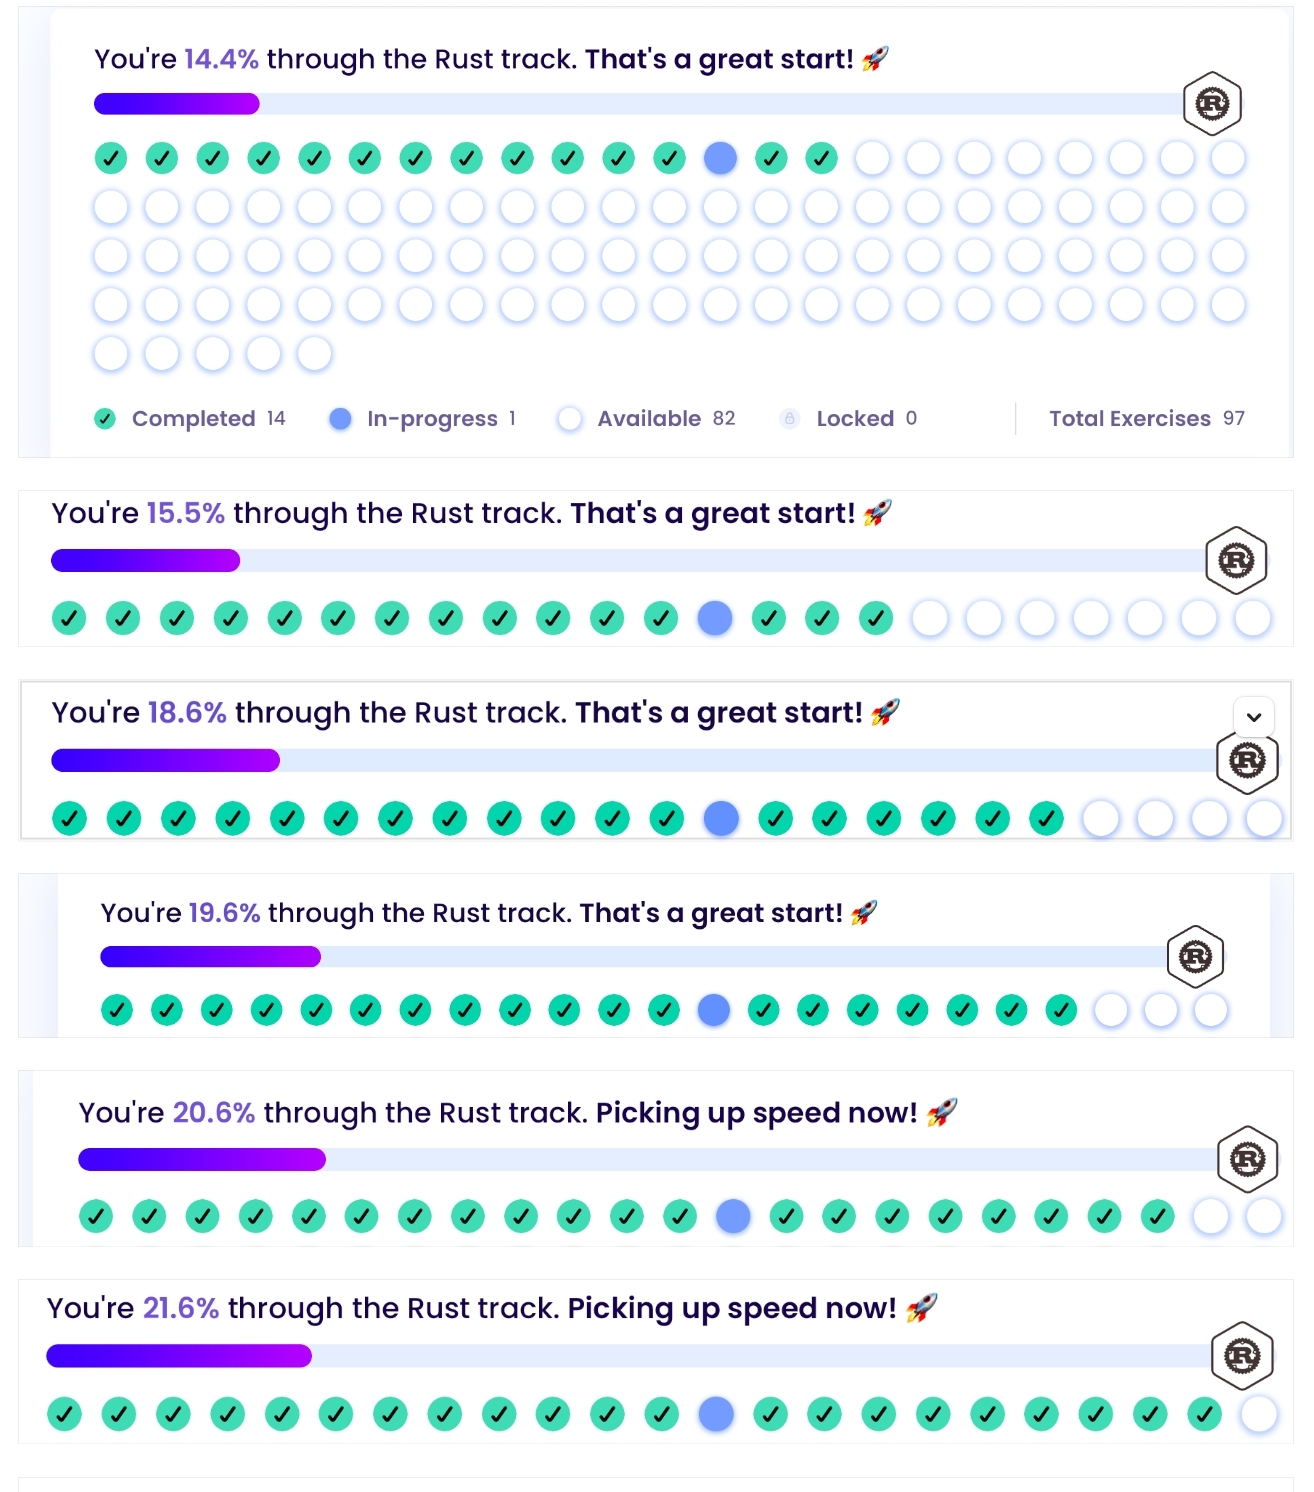 You're 14.4% through the Rust track. That's a great start! 🚀
R
Completed 14 In-progress 1 Available 82 Locked 0 Total Exercises 97
You're 15.5% through the Rust track. That's a great start! 🚀
R
You're 18.6% through the Rust track. That's a great start! 🚀
R
You're 19.6% through the Rust track. That's a great start! 🚀
R
You're 20.6% through the Rust track. Picking up speed now! 🚀
R
You're 21.6% through the Rust track. Picking up speed now! 🚀
R